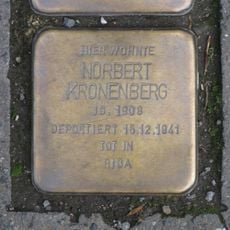 HIER WOHNTE
NORBERT
KRONENBERG
JG. 1908
DEPORTIERT 15.12.1941
TOT IN
RIGA